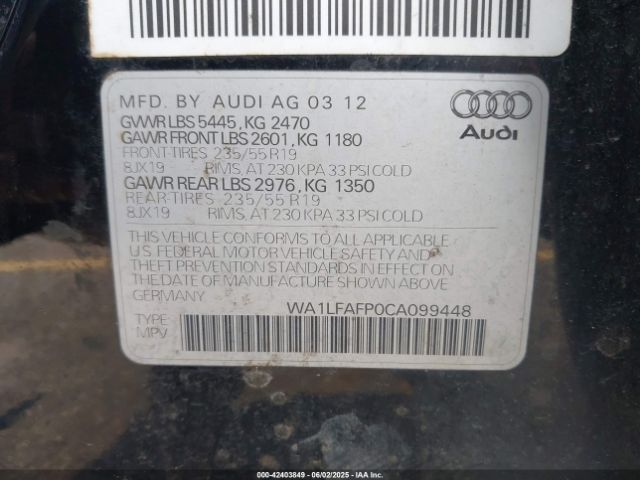 MFD. BY AUDI AG 03 12
GVWR LBS 5445, KG 2470
GAWR FRONT LBS 2601, KG 1180
FRONT-TIRES 235/55 R19
8JX19 RIMS, AT 230 KPA 33 PSI COLD
GAWR REAR LBS 2976, KG 1350
REAR-TIRES 235/55 R19
8JX19 RIMS, AT 230 KPA 33 PSI COLD
THIS VEHICLE CONFORMS TO ALL APPLICABLE
U.S. FEDERAL MOTOR VEHICLE SAFETY AND
THEFT PREVENTION STANDARDS IN EFFECT ON
THE DATE OF MANUFACTURE SHOWN ABOVE.
GERMANY
WA1LFAFP0CA099448
TYPE:
MPV
Audi
000-42403849 - 06/02/2025 - IAAI.COM